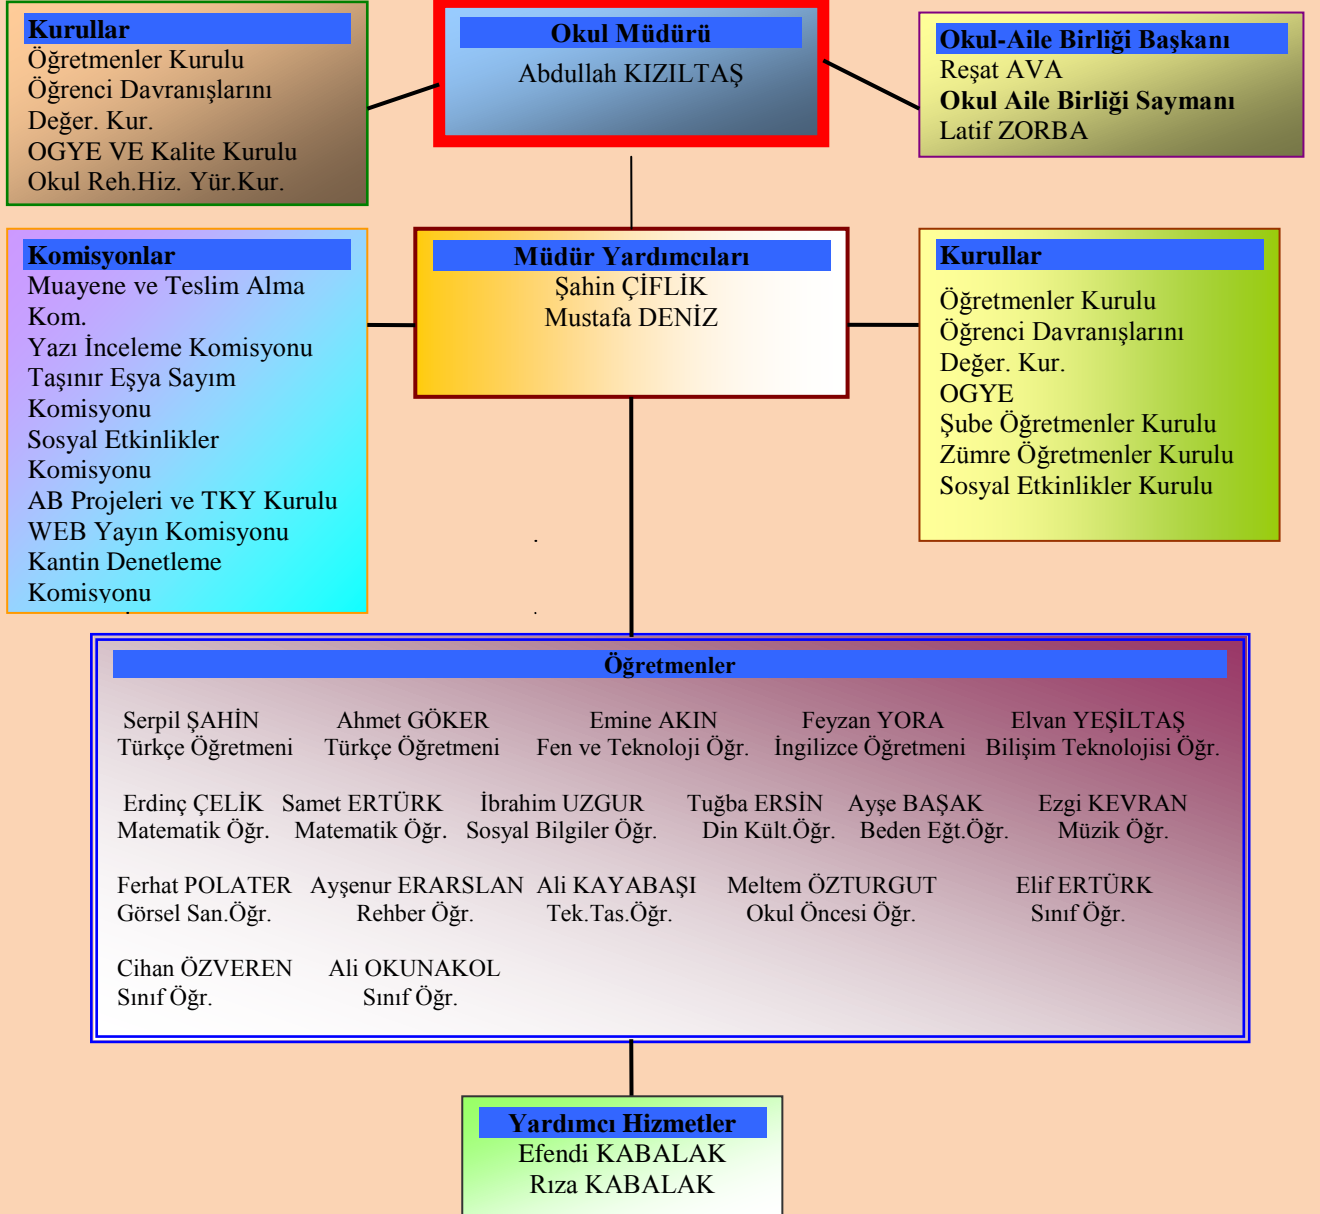 Kurullar
Öğretmenler Kurulu
Öğrenci Davranışlarını
Değer. Kur.
OGYE VE Kalite Kurulu
Okul Reh.Hiz. Yür.Kur.
Okul Müdürü
Abdullah KIZILTAŞ
Okul-Aile Birliği Başkanı
Reşat AVA
Okul Aile Birliği Saymanı
Latif ZORBA
Komisyonlar
Muayene ve Teslim Alma
Kom.
Yazı İnceleme Komisyonu
Taşınır Eşya Sayım
Komisyonu
Sosyal Etkinlikler
Komisyonu
AB Projeleri ve TKY Kurulu
WEB Yayın Komisyonu
Kantin Denetleme
Komisyonu
Müdür Yardımcıları
Şahin ÇİFLİK
Mustafa DENİZ
Kurullar
Öğretmenler Kurulu
Öğrenci Davranışlarını
Değer. Kur.
OGYE
Şube Öğretmenler Kurulu
Zümre Öğretmenler Kurulu
Sosyal Etkinlikler Kurulu
Öğretmenler
Serpil ŞAHİN Ahmet GÖKER Emine AKIN Feyzan YORA Elvan YEŞİLTAŞ
Türkçe Öğretmeni Türkçe Öğretmeni Fen ve Teknoloji Öğr. İngilizce Öğretmeni Bilişim Teknolojisi Öğr.
Erdinç ÇELİK Samet ERTÜRK İbrahim UZGUR Tuğba ERSİN Ayşe BAŞAK Ezgi KEVRAN
Matematik Öğr. Matematik Öğr. Sosyal Bilgiler Öğr. Din Kült.Öğr. Beden Eğt.Öğr. Müzik Öğr.
Ferhat POLATER Ayşenur ERARSLAN Ali KAYABAŞI Meltem ÖZTURGUT Elif ERTÜRK
Görsel San.Öğr. Rehber Öğr. Tek.Tas.Öğr. Okul Öncesi Öğr. Sınıf Öğr.
Cihan ÖZVEREN Ali OKUNAKOL
Sınıf Öğr. Sınıf Öğr.
Yardımcı Hizmetler
Efendi KABALAK
Rıza KABALAK